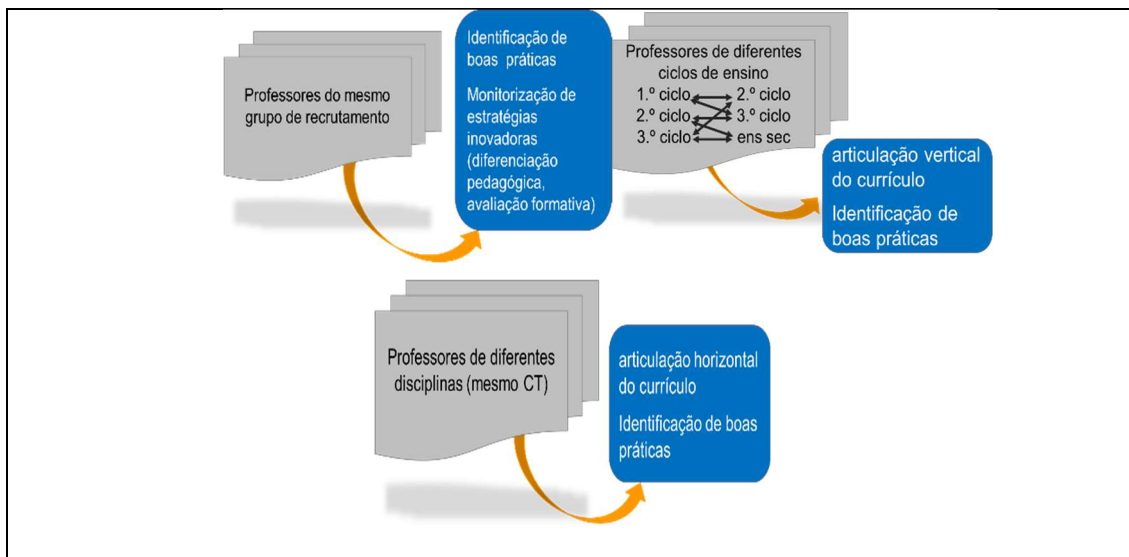 Professores do mesmo
grupo de recrutamento
Identificação de
boas práticas
Monitorização de
estratégias
inovadoras
(diferenciação
pedagógica,
avaliação formativa)
Professores de diferentes
ciclos de ensino
1.º ciclo 2.º ciclo
2.º ciclo 3.º ciclo
3.º ciclo ens sec
articulação vertical
do currículo
Identificação de
boas práticas
Professores de diferentes
disciplinas (mesmo CT)
articulação horizontal
do currículo
Identificação de boas
práticas